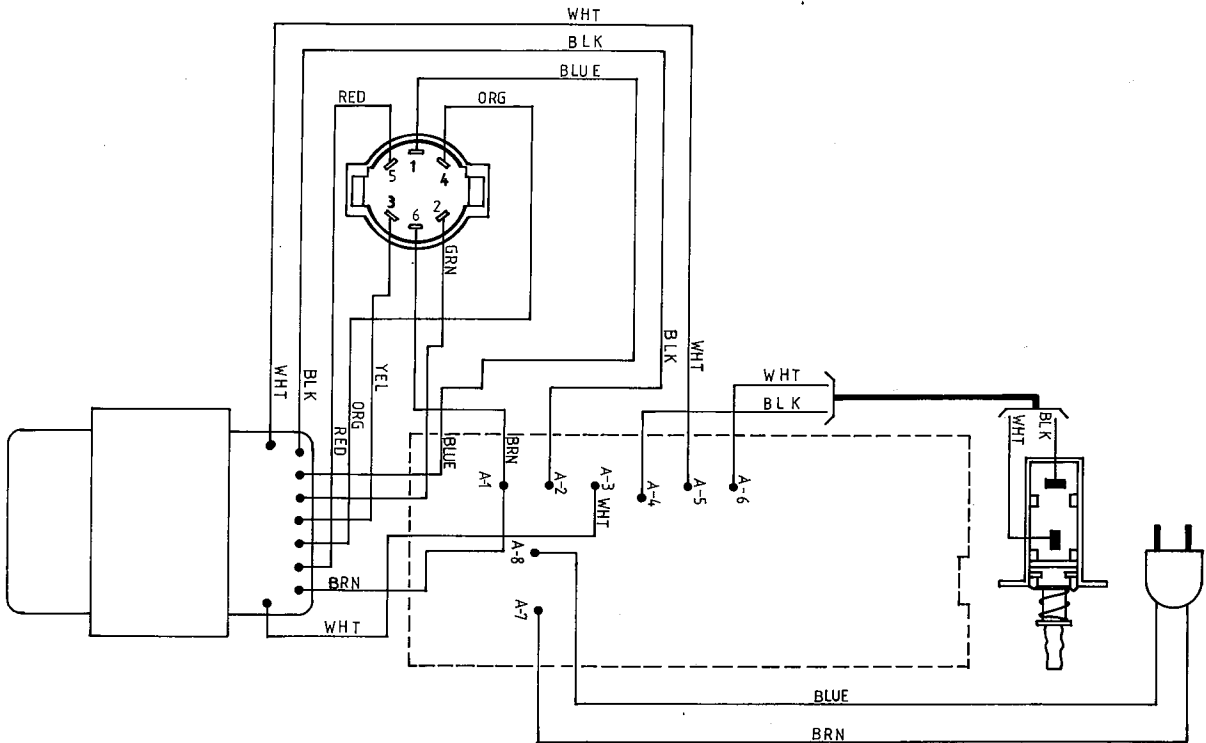 WHT
BLK
BLUE
RED
ORG
5
1
4
3
6
2
GRN
WHT
BLK
YEL
ORG
RED
BLUE
BRN
BLK
WHT
WHT
BLK
WHT
BLK
A-1
A-2
A-3
WHT
A-4
A-5
A-6
A-8
A-7
BRN
WHT
BLUE
BRN